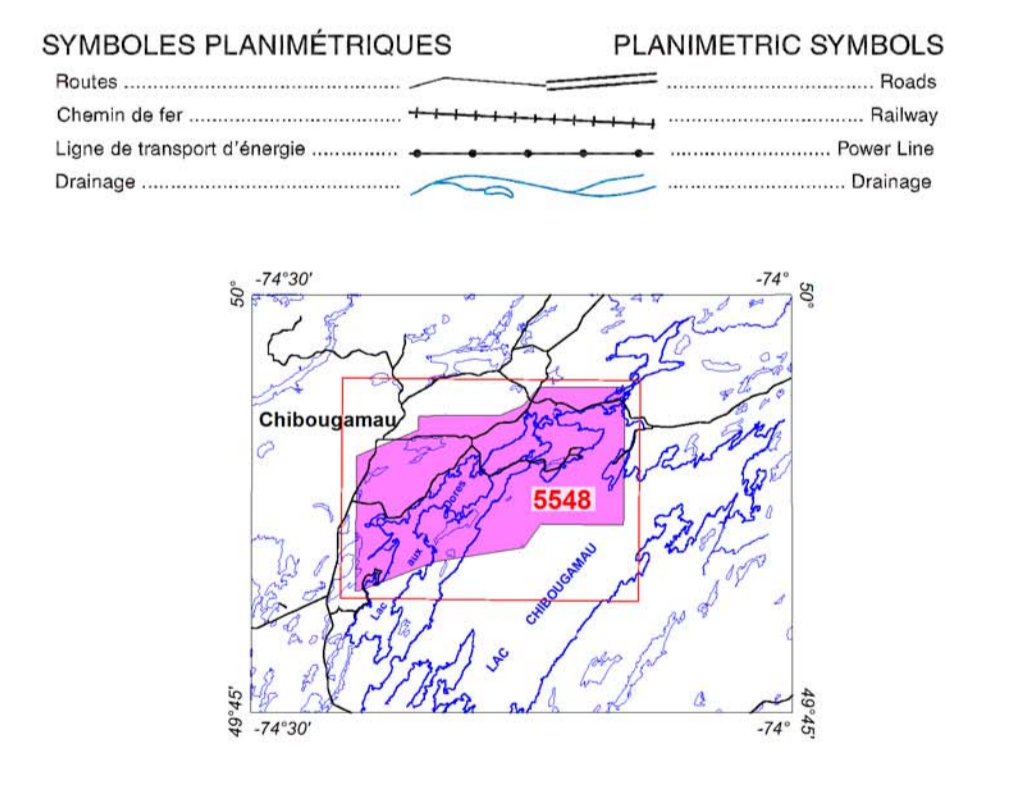 SYMBOLES PLANIMÉTRIQUES PLANIMETRIC SYMBOLS
Routes ............................................. .................................. Roads
Chemin de fer .................................. ................................ Railway
Ligne de transport d'énergie .............. .......................... Power Line
Drainage .......................................... ............................. Drainage
-74°30' -74°
50° 50°
Chibougamau
5548
Dores
aux
Lac
CHIBOUGAMAU
LAC
49°45' 49°45'
-74°30' -74°